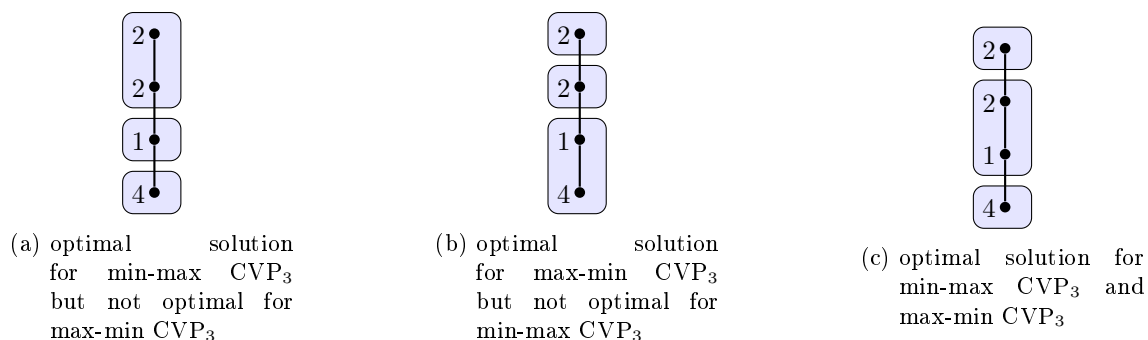 2
2
1
4
(a) optimal solution
for min-max CVP₃
but not optimal for
max-min CVP₃
2
2
1
4
(b) optimal solution
for max-min CVP₃
but not optimal for
min-max CVP₃
2
2
1
4
(c) optimal solution for
min-max CVP₃ and
max-min CVP₃